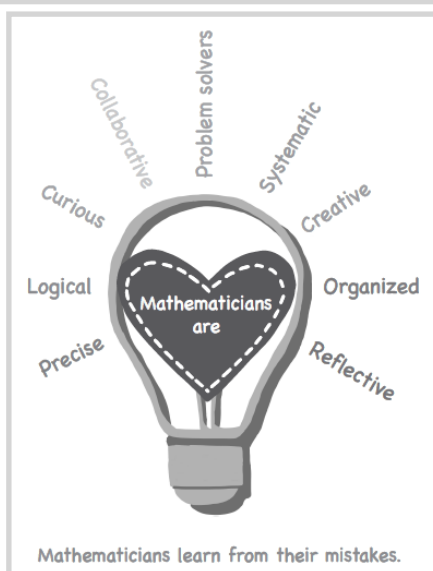 Problem solvers
Collaborative
Systematic
Curious
Creative
Logical
Mathematicians
are
Organized
Precise
Reflective
Mathematicians learn from their mistakes.